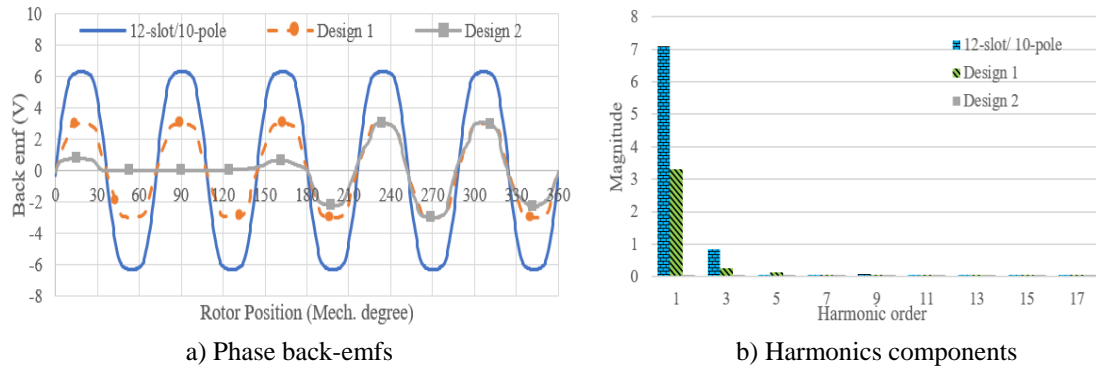 12-slot/10-pole Design 1 Design 2
10
8
6
4
2
0
-2
-4
-6
-8
Back emf (V)
0 30 60 90 120 150 180 210 240 270 300 330 360
Rotor Position (Mech. degree)
a) Phase back-emfs
12-slot/ 10-pole
Design 1
Design 2
8
7
6
5
4
3
2
1
0
Magnitude
1 3 5 7 9 11 13 15 17
Harmonic order
b) Harmonics components